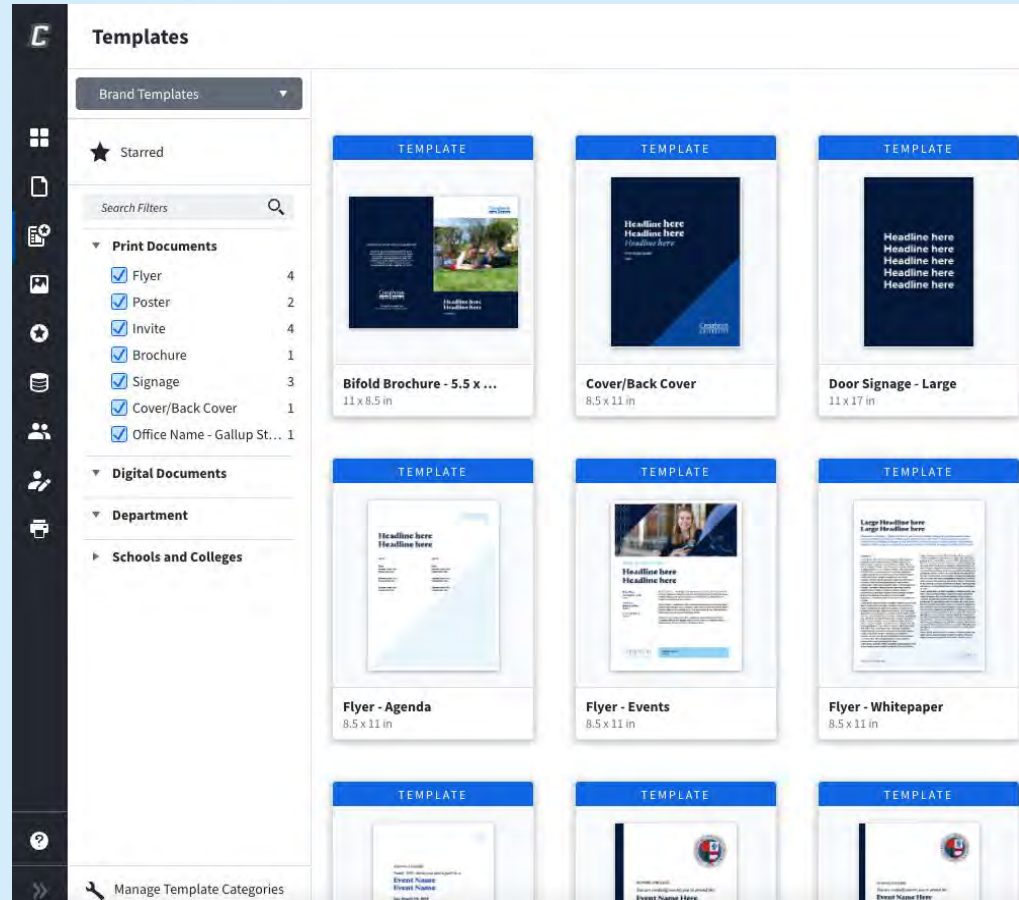 C
Templates
Brand Templates
Starred
Search Filters
Print Documents
Flyer 4
Poster 2
Invite 4
Brochure 1
Signage 3
Cover/Back Cover 1
Office Name - Gallup St... 1
Digital Documents
Department
Schools and Colleges
Manage Template Categories
TEMPLATE
Headline here
Headline here
Bifold Brochure - 5.5 x ...
11 x 8.5 in
TEMPLATE
Headline here
Headline here
Headline here
Creighton
UNIVERSITY
Cover/Back Cover
8.5 x 11 in
TEMPLATE
Headline here
Headline here
Headline here
Headline here
Headline here
Door Signage - Large
11 x 17 in
TEMPLATE
Headline here
Headline here
Flyer - Agenda
8.5 x 11 in
TEMPLATE
Headline here
Headline here
Flyer - Events
8.5 x 11 in
TEMPLATE
Large Headline here
Large Headline here
Flyer - Whitepaper
8.5 x 11 in
TEMPLATE
Event Name
Event Name
TEMPLATE
Event Name Here
TEMPLATE
Event Name Here